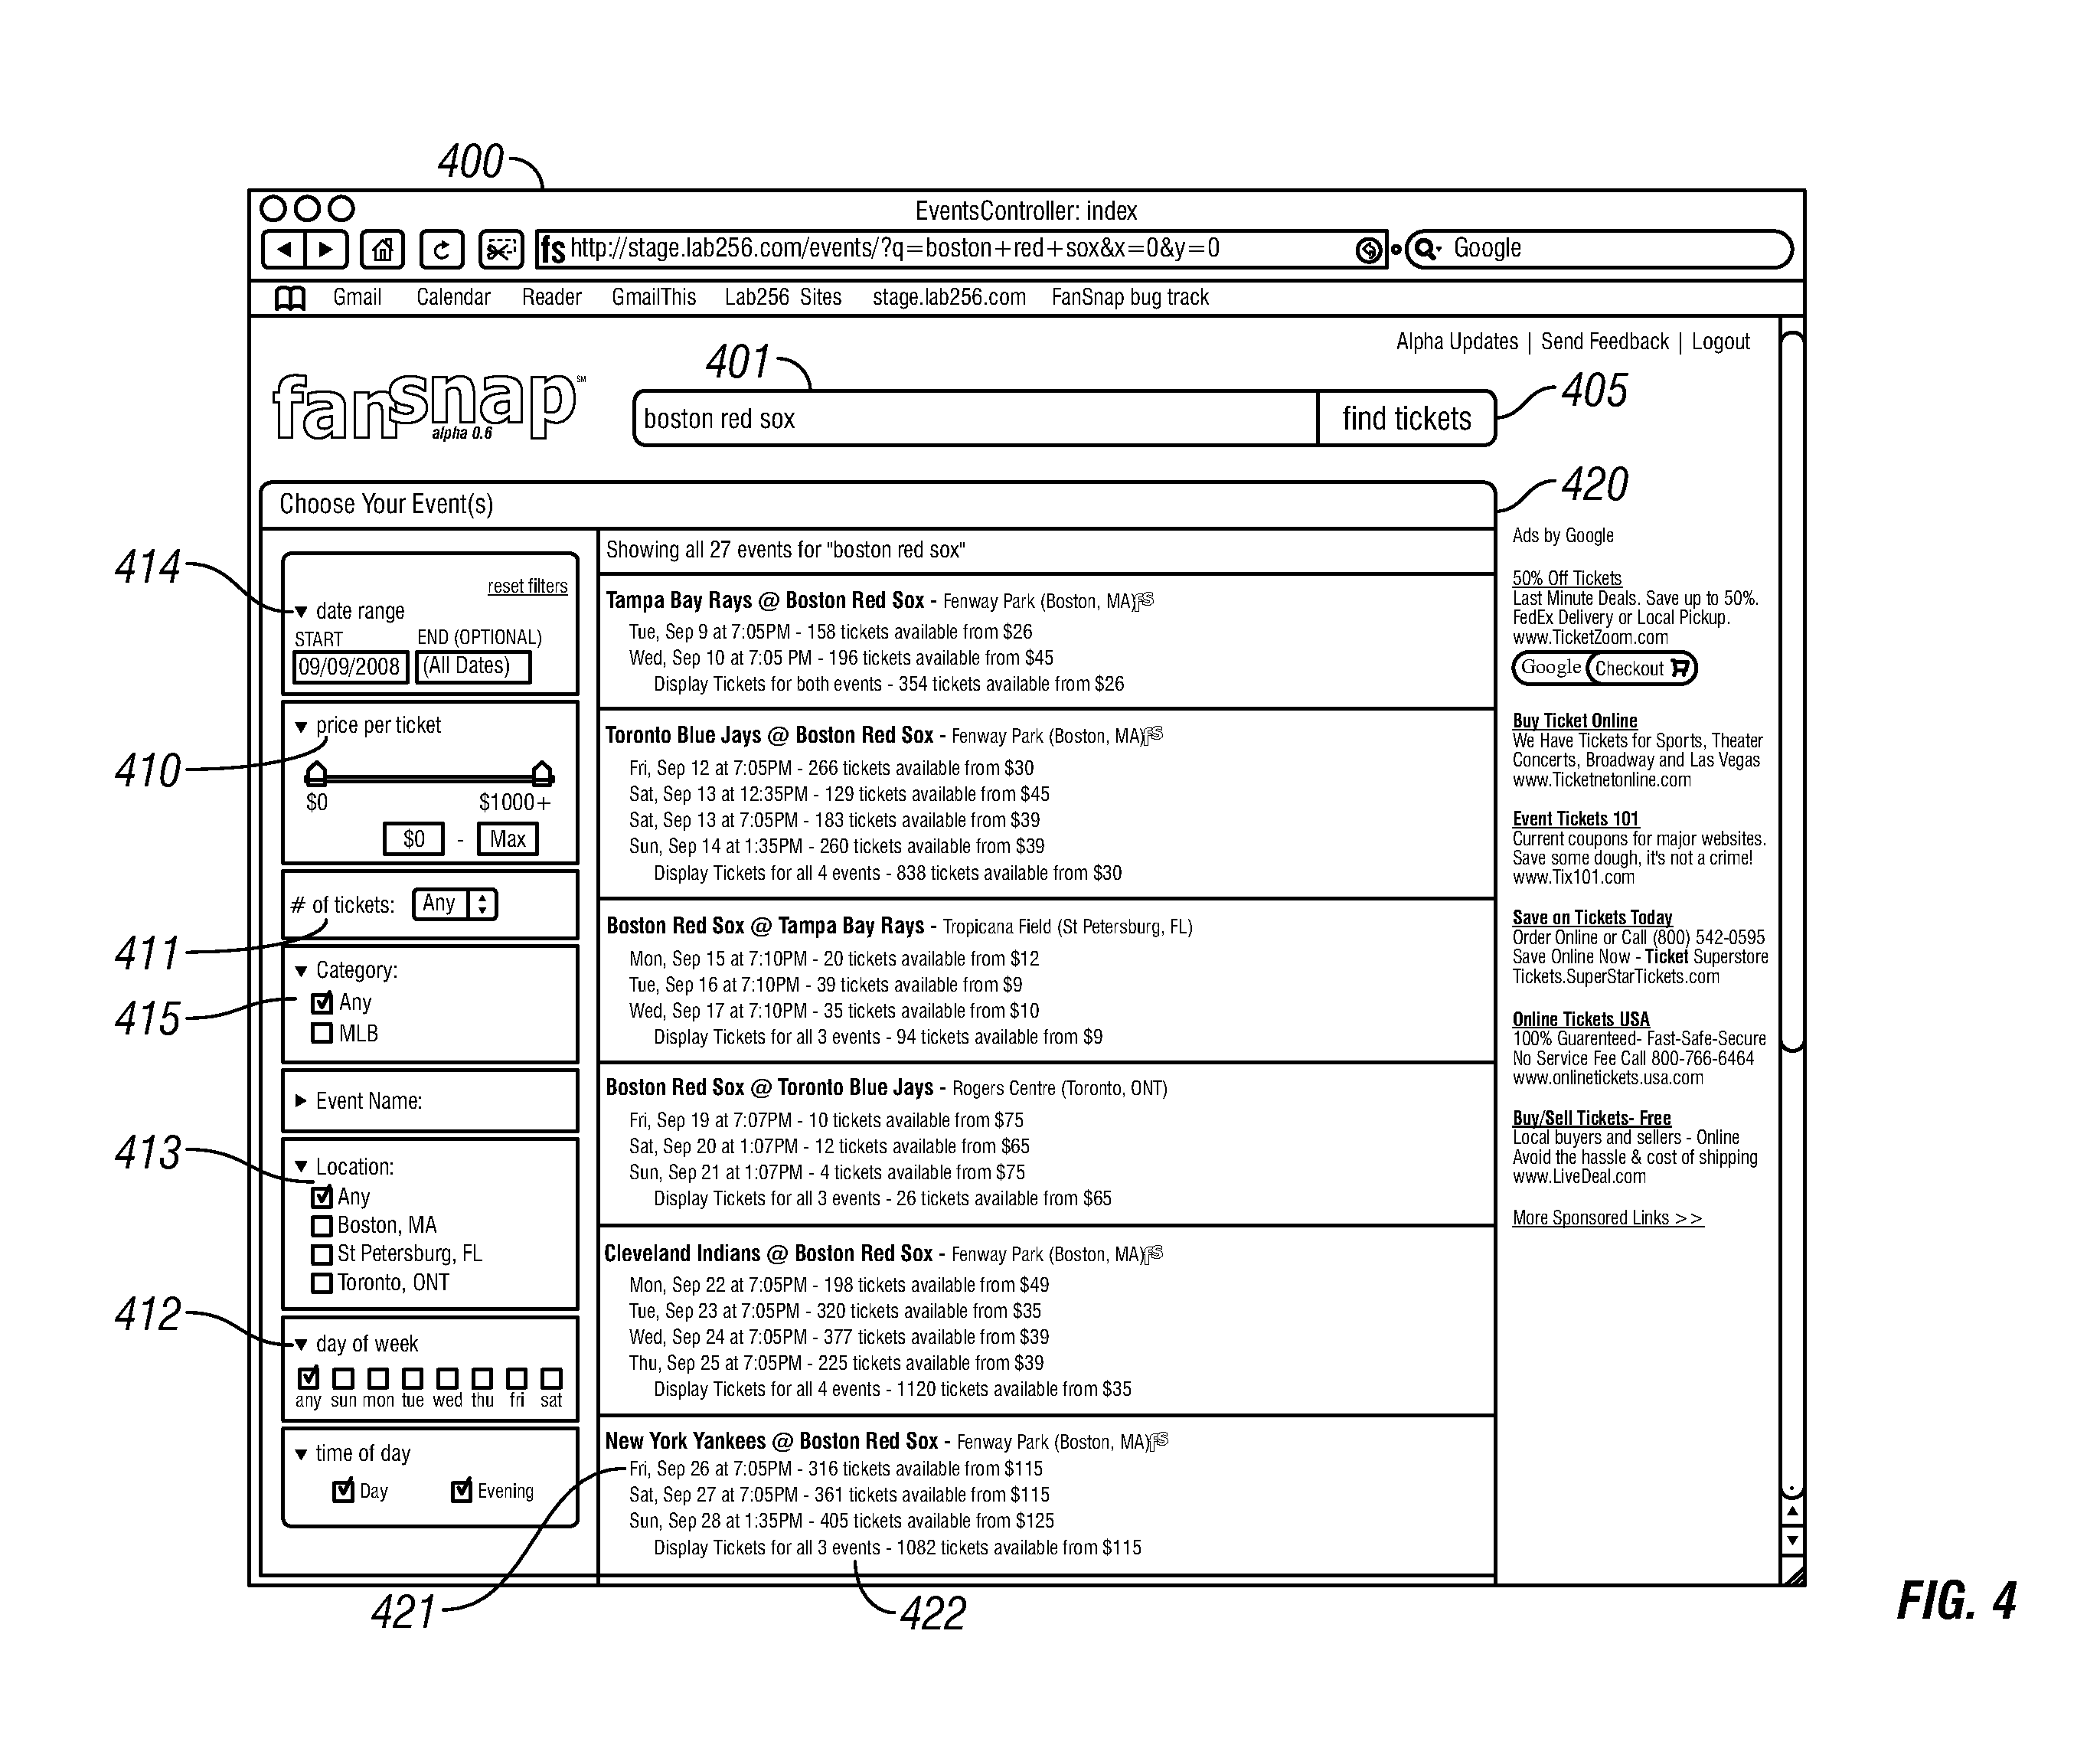 400
EventsController: index
fs http://stage.lab256.com/events/?q=boston+red+sox&x=0&y=0
Google
Gmail Calendar Reader GmailThis Lab256 Sites stage.lab256.com FanSnap bug track
Alpha Updates | Send Feedback | Logout
fansnap SM
alpha 0.6
401
boston red sox
find tickets
405
420
Choose Your Event(s)
414
reset filters
▼ date range
START END (OPTIONAL)
09/09/2008 (All Dates)
▼ price per ticket
410
$0 $1000+
$0 - Max
# of tickets: Any
411
▼ Category:
415
Any
MLB
► Event Name:
413
▼ Location:
Any
Boston, MA
St Petersburg, FL
Toronto, ONT
412
▼ day of week
any sun mon tue wed thu fri sat
▼ time of day
Day Evening
Showing all 27 events for "boston red sox"
Tampa Bay Rays @ Boston Red Sox - Fenway Park (Boston, MA)fs
Tue, Sep 9 at 7:05PM - 158 tickets available from $26
Wed, Sep 10 at 7:05 PM - 196 tickets available from $45
Display Tickets for both events - 354 tickets available from $26
Toronto Blue Jays @ Boston Red Sox - Fenway Park (Boston, MA)fs
Fri, Sep 12 at 7:05PM - 266 tickets available from $30
Sat, Sep 13 at 12:35PM - 129 tickets available from $45
Sat, Sep 13 at 7:05PM - 183 tickets available from $39
Sun, Sep 14 at 1:35PM - 260 tickets available from $39
Display Tickets for all 4 events - 838 tickets available from $30
Boston Red Sox @ Tampa Bay Rays - Tropicana Field (St Petersburg, FL)
Mon, Sep 15 at 7:10PM - 20 tickets available from $12
Tue, Sep 16 at 7:10PM - 39 tickets available from $9
Wed, Sep 17 at 7:10PM - 35 tickets available from $10
Display Tickets for all 3 events - 94 tickets available from $9
Boston Red Sox @ Toronto Blue Jays - Rogers Centre (Toronto, ONT)
Fri, Sep 19 at 7:07PM - 10 tickets available from $75
Sat, Sep 20 at 1:07PM - 12 tickets available from $65
Sun, Sep 21 at 1:07PM - 4 tickets available from $75
Display Tickets for all 3 events - 26 tickets available from $65
Cleveland Indians @ Boston Red Sox - Fenway Park (Boston, MA)fs
Mon, Sep 22 at 7:05PM - 198 tickets available from $49
Tue, Sep 23 at 7:05PM - 320 tickets available from $35
Wed, Sep 24 at 7:05PM - 377 tickets available from $39
Thu, Sep 25 at 7:05PM - 225 tickets available from $39
Display Tickets for all 4 events - 1120 tickets available from $35
New York Yankees @ Boston Red Sox - Fenway Park (Boston, MA)fs
Fri, Sep 26 at 7:05PM - 316 tickets available from $115
Sat, Sep 27 at 7:05PM - 361 tickets available from $115
Sun, Sep 28 at 1:35PM - 405 tickets available from $125
Display Tickets for all 3 events - 1082 tickets available from $115
421
422
Ads by Google
50% Off Tickets
Last Minute Deals. Save up to 50%.
FedEx Delivery or Local Pickup.
www.TicketZoom.com
Google Checkout
Buy Ticket Online
We Have Tickets for Sports, Theater
Concerts, Broadway and Las Vegas
www.Ticketnetonline.com
Event Tickets 101
Current coupons for major websites.
Save some dough, it's not a crime!
www.Tix101.com
Save on Tickets Today
Order Online or Call (800) 542-0595
Save Online Now - Ticket Superstore
Tickets.SuperStarTickets.com
Online Tickets USA
100% Guarenteed- Fast-Safe-Secure
No Service Fee Call 800-766-6464
www.onlinetickets.usa.com
Buy/Sell Tickets- Free
Local buyers and sellers - Online
Avoid the hassle & cost of shipping
www.LiveDeal.com
More Sponsored Links >>
FIG. 4